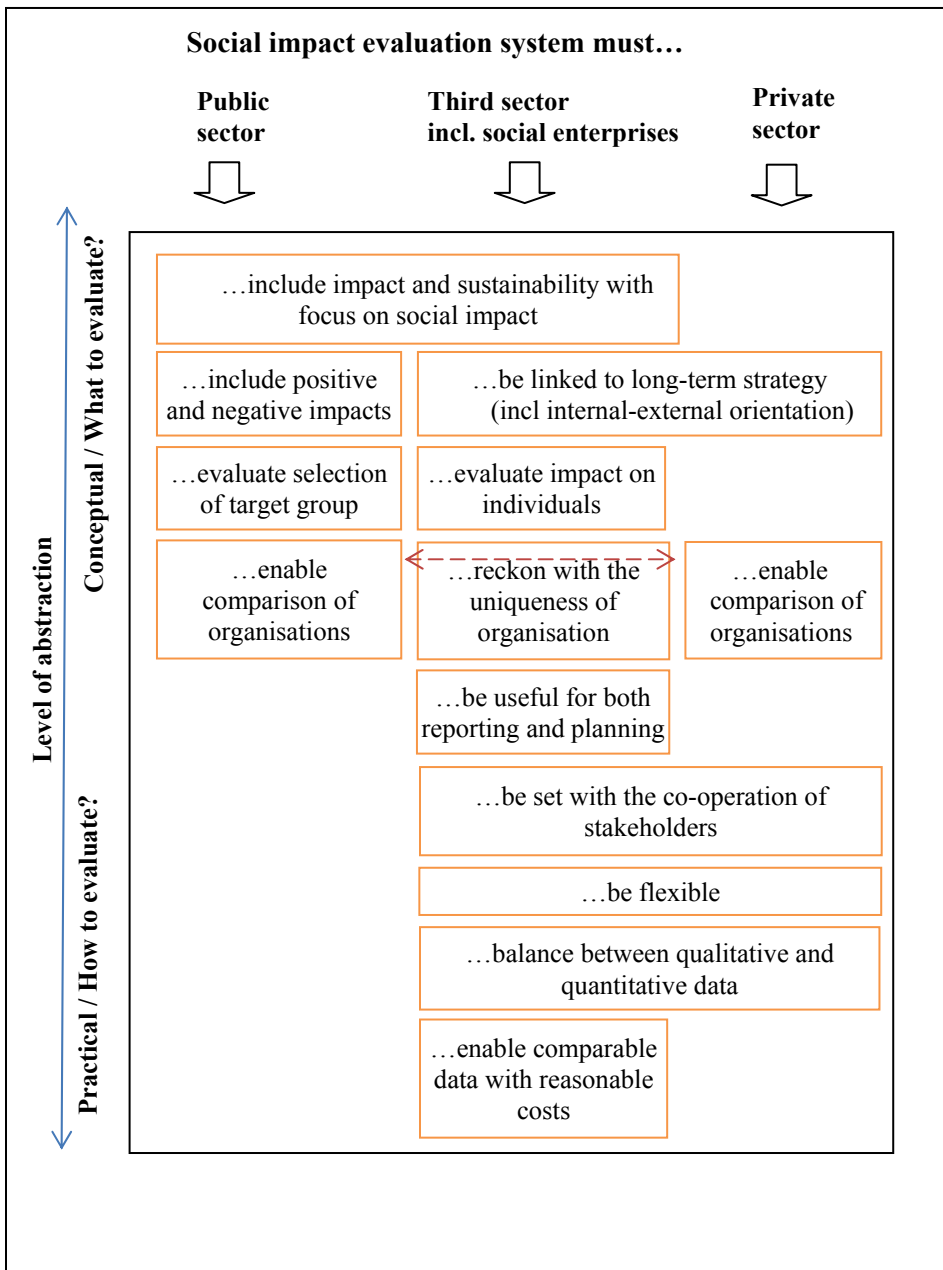 Social impact evaluation system must…
Public
sector
Third sector
incl. social enterprises
Private
sector
Level of abstraction
Conceptual / What to evaluate?
Practical / How to evaluate?
…include impact and sustainability with
focus on social impact
…include positive
and negative impacts
…be linked to long-term strategy
(incl internal-external orientation)
…evaluate selection
of target group
…evaluate impact on
individuals
…enable
comparison of
organisations
…reckon with the
uniqueness of
organisation
…enable
comparison of
organisations
…be useful for both
reporting and planning
…be set with the co-operation of
stakeholders
…be flexible
…balance between qualitative and
quantitative data
…enable comparable
data with reasonable
costs